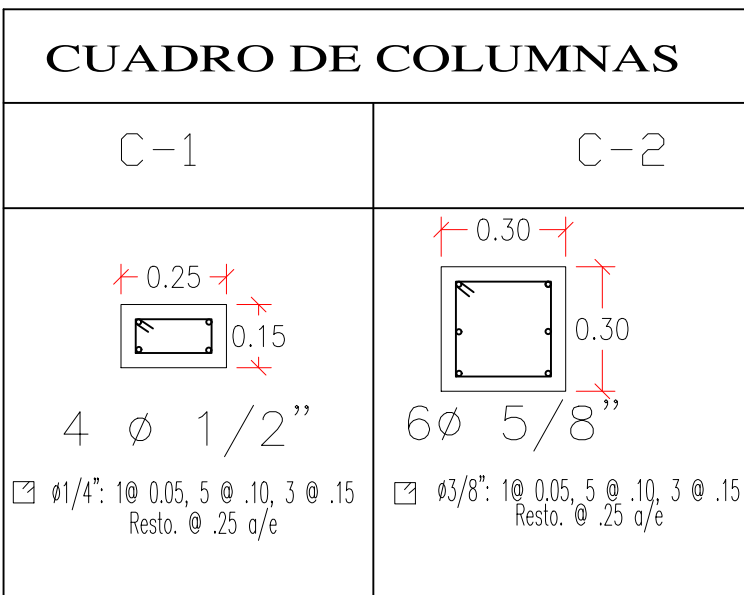 CUADRO DE COLUMNAS
C-1
C-2
0.25
0.15
4 ø 1/2"
ø1/4": 1@ 0.05, 5 @ .10, 3 @ .15
Resto. @ .25 a/e
0.30
0.30
6ø 5/8"
ø3/8": 1@ 0.05, 5 @ .10, 3 @ .15
Resto. @ .25 a/e